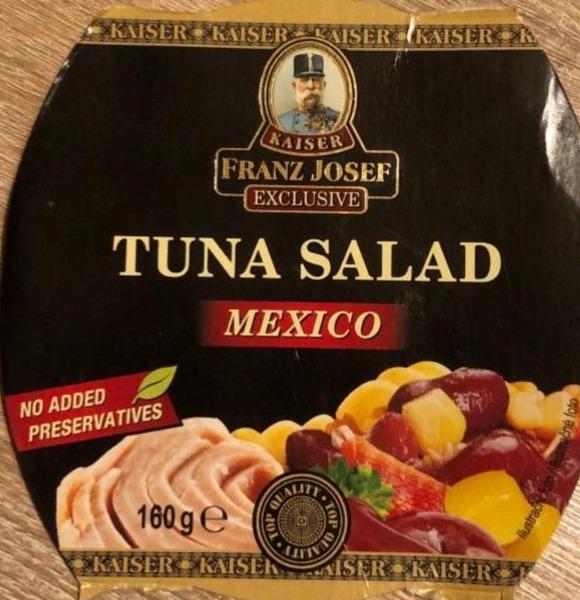 KAISER KAISER KAISER KAISER K
KAISER
FRANZ JOSEF
EXCLUSIVE
TUNA SALAD
MEXICO
NO ADDED
PRESERVATIVES
160 g e
TOP QUALITY TOP QUALITY
KAISER KAISER KAISER KAISER